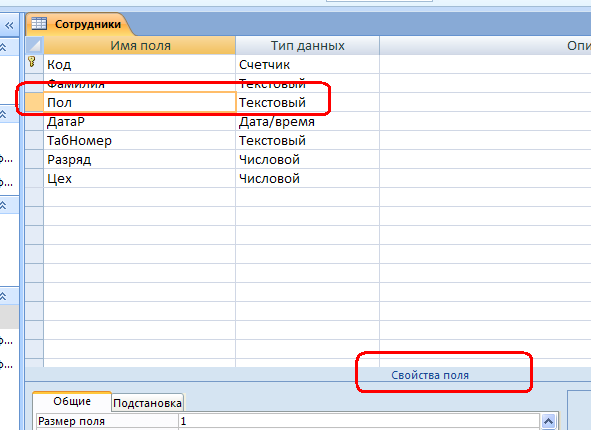 Сотрудники
Имя поля Тип данных Опи
Код Счетчик
Фамилия Текстовый
Пол Текстовый
ДатаР Дата/время
ТабНомер Текстовый
Разряд Числовой
Цех Числовой
ф...
ф...
ф...
ф...
Свойства поля
Общие Подстановка
Размер поля 1